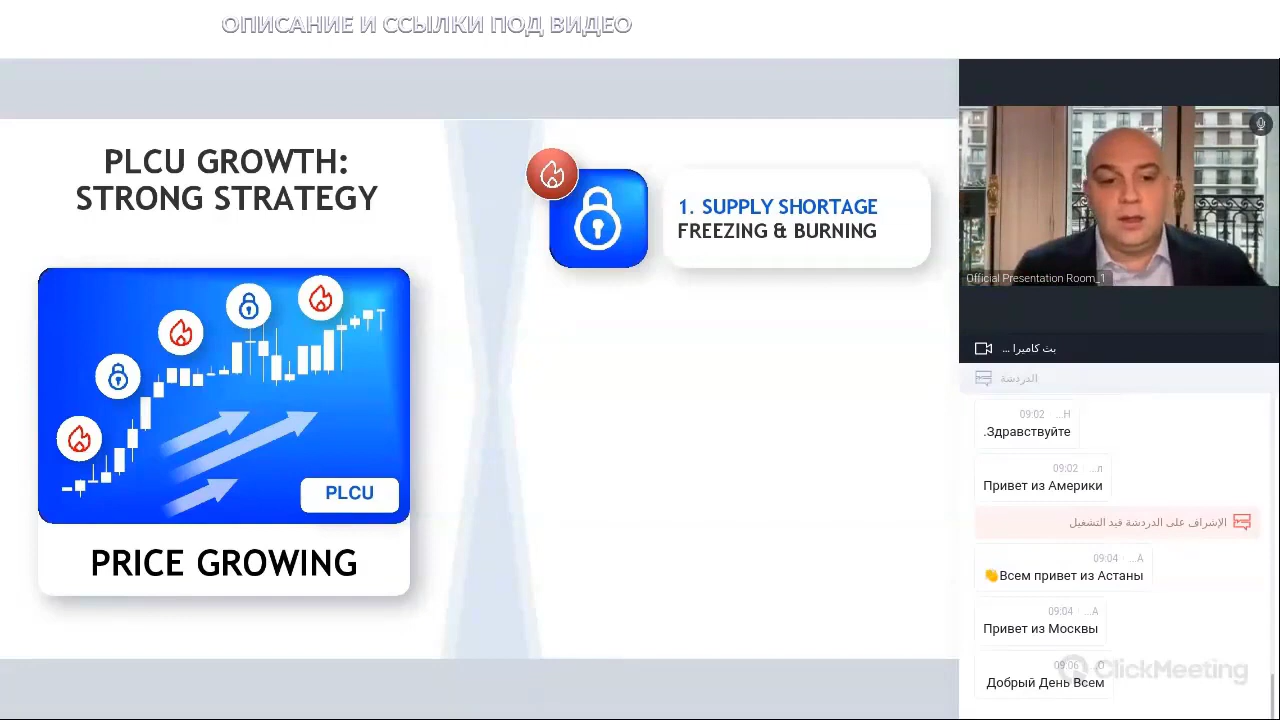 ОПИСАНИЕ И ССЫЛКИ ПОД ВИДЕО
PLCU GROWTH:
STRONG STRATEGY
1. SUPPLY SHORTAGE
FREEZING & BURNING
PLCU
PRICE GROWING
Official Presentation Room_1
بث كاميرا ...
الدردشة
09:02 H...
Здравствуйте.
09:02 л...
Привет из Америки
الإشراف على الدردشة قيد التشغيل
09:04 · A...
Всем привет из Астаны👋
09:04 · A...
Привет из Москвы
09:06 O...
Добрый День Всем
ClickMeeting